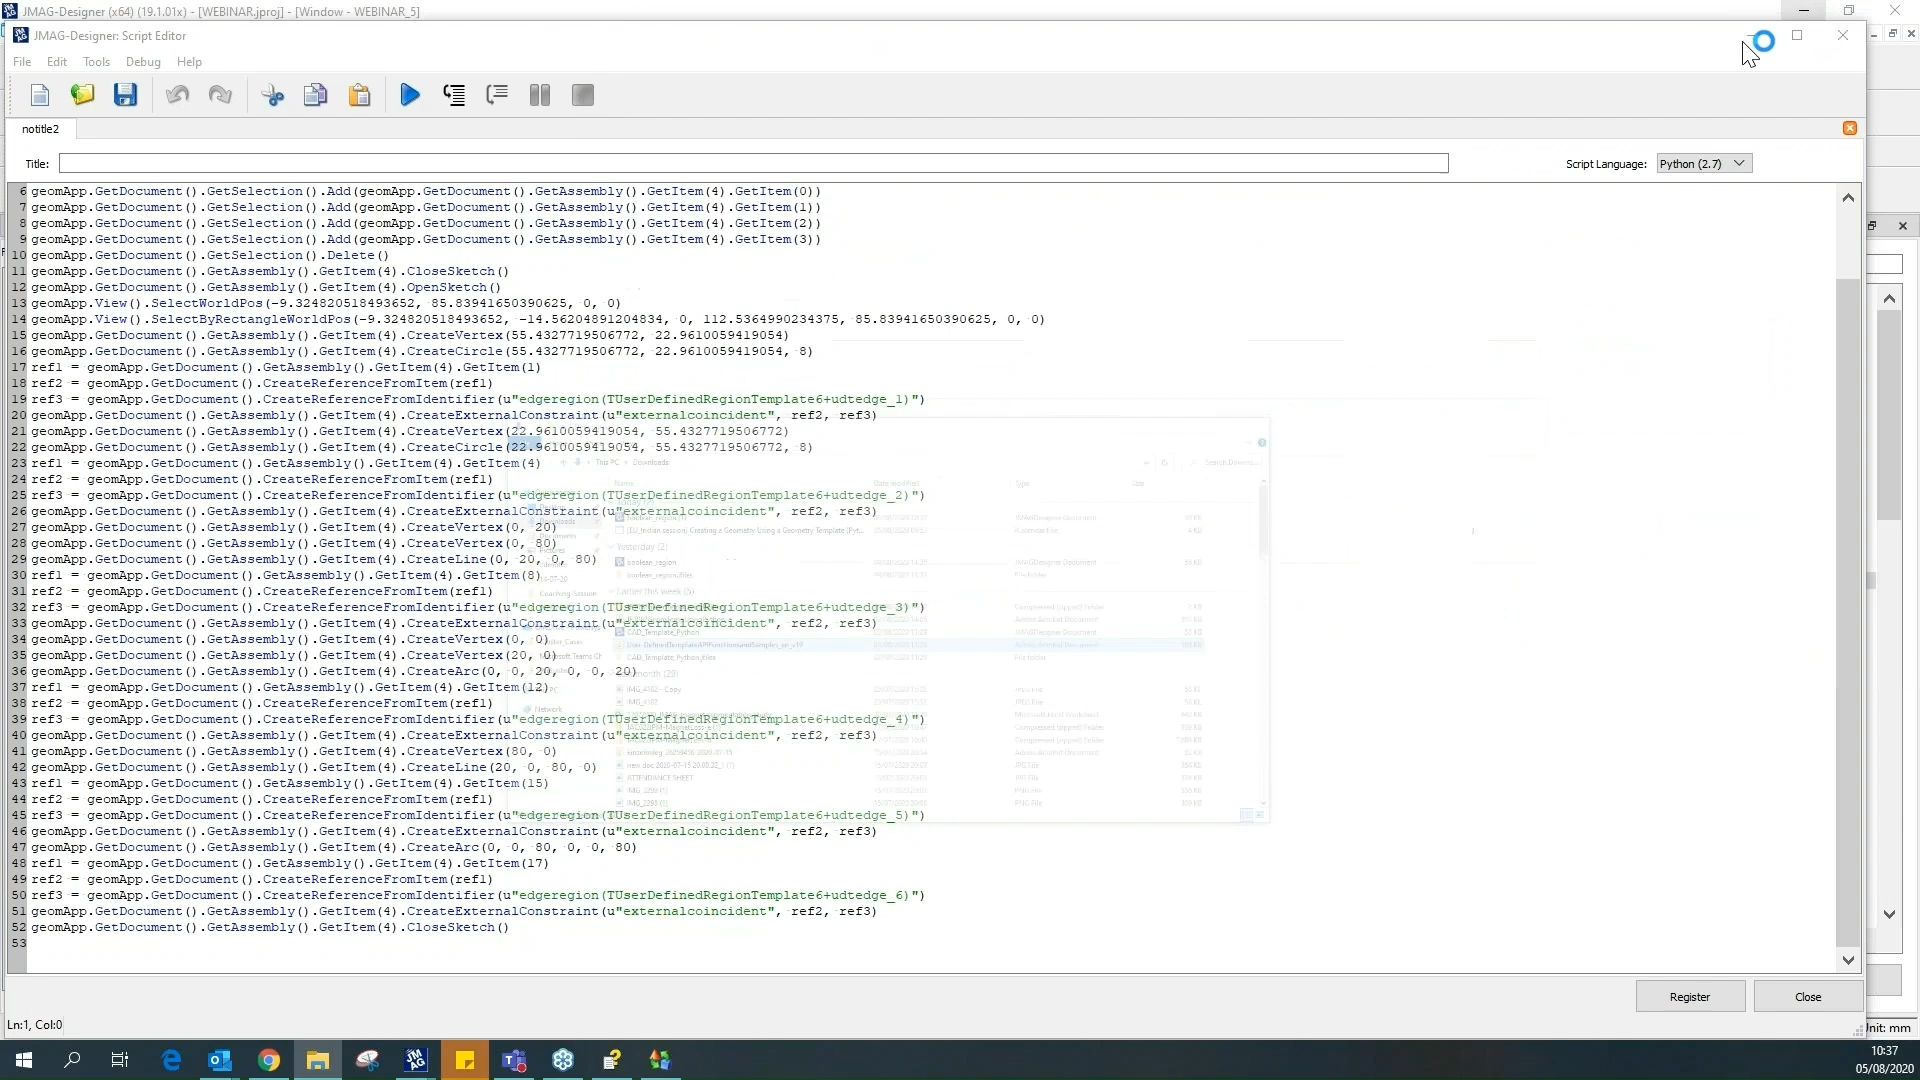 JMAG-Designer (x64) (19.1.01x) - [WEBINAR.jproj] - [Window - WEBINAR_5]
JMAG-Designer: Script Editor
File Edit Tools Debug Help
notitle2
Title:
Script Language: Python (2.7)
6 geomApp.GetDocument().GetSelection().Add(geomApp.GetDocument().GetAssembly().GetItem(4).GetItem(0))
7 geomApp.GetDocument().GetSelection().Add(geomApp.GetDocument().GetAssembly().GetItem(4).GetItem(1))
8 geomApp.GetDocument().GetSelection().Add(geomApp.GetDocument().GetAssembly().GetItem(4).GetItem(2))
9 geomApp.GetDocument().GetSelection().Add(geomApp.GetDocument().GetAssembly().GetItem(4).GetItem(3))
10 geomApp.GetDocument().GetSelection().Delete()
11 geomApp.GetDocument().GetAssembly().GetItem(4).CloseSketch()
12 geomApp.GetDocument().GetAssembly().GetItem(4).OpenSketch()
13 geomApp.View().SelectWorldPos(-9.324820518493652, 85.83941650390625, 0, 0)
14 geomApp.View().SelectByRectangleWorldPos(-9.324820518493652, -14.56204891204834, 0, 112.5364990234375, 85.83941650390625, 0, 0)
15 geomApp.GetDocument().GetAssembly().GetItem(4).CreateVertex(55.4327719506772, 22.9610059419054)
16 geomApp.GetDocument().GetAssembly().GetItem(4).CreateCircle(55.4327719506772, 22.9610059419054, 8)
17 ref1 = geomApp.GetDocument().GetAssembly().GetItem(4).GetItem(1)
18 ref2 = geomApp.GetDocument().CreateReferenceFromItem(ref1)
19 ref3 = geomApp.GetDocument().CreateReferenceFromIdentifier(u"edgeregion(TUserDefinedRegionTemplate6+udtedge_1)")
20 geomApp.GetDocument().GetAssembly().GetItem(4).CreateExternalConstraint(u"externalcoincident", ref2, ref3)
21 geomApp.GetDocument().GetAssembly().GetItem(4).CreateVertex(22.9610059419054, 55.4327719506772)
22 geomApp.GetDocument().GetAssembly().GetItem(4).CreateCircle(22.9610059419054, 55.4327719506772, 8)
23 ref1 = geomApp.GetDocument().GetAssembly().GetItem(4).GetItem(4)
24 ref2 = geomApp.GetDocument().CreateReferenceFromItem(ref1)
25 ref3 = geomApp.GetDocument().CreateReferenceFromIdentifier(u"edgeregion(TUserDefinedRegionTemplate6+udtedge_2)")
26 geomApp.GetDocument().GetAssembly().GetItem(4).CreateExternalConstraint(u"externalcoincident", ref2, ref3)
27 geomApp.GetDocument().GetAssembly().GetItem(4).CreateVertex(0, 20)
28 geomApp.GetDocument().GetAssembly().GetItem(4).CreateVertex(0, 80)
29 geomApp.GetDocument().GetAssembly().GetItem(4).CreateLine(0, 20, 0, 80)
30 ref1 = geomApp.GetDocument().GetAssembly().GetItem(4).GetItem(8)
31 ref2 = geomApp.GetDocument().CreateReferenceFromItem(ref1)
32 ref3 = geomApp.GetDocument().CreateReferenceFromIdentifier(u"edgeregion(TUserDefinedRegionTemplate6+udtedge_3)")
33 geomApp.GetDocument().GetAssembly().GetItem(4).CreateExternalConstraint(u"externalcoincident", ref2, ref3)
34 geomApp.GetDocument().GetAssembly().GetItem(4).CreateVertex(0, 0)
35 geomApp.GetDocument().GetAssembly().GetItem(4).CreateVertex(20, 0)
36 geomApp.GetDocument().GetAssembly().GetItem(4).CreateArc(0, 0, 20, 0, 0, 20)
37 ref1 = geomApp.GetDocument().GetAssembly().GetItem(4).GetItem(12)
38 ref2 = geomApp.GetDocument().CreateReferenceFromItem(ref1)
39 ref3 = geomApp.GetDocument().CreateReferenceFromIdentifier(u"edgeregion(TUserDefinedRegionTemplate6+udtedge_4)")
40 geomApp.GetDocument().GetAssembly().GetItem(4).CreateExternalConstraint(u"externalcoincident", ref2, ref3)
41 geomApp.GetDocument().GetAssembly().GetItem(4).CreateVertex(80, 0)
42 geomApp.GetDocument().GetAssembly().GetItem(4).CreateLine(20, 0, 80, 0)
43 ref1 = geomApp.GetDocument().GetAssembly().GetItem(4).GetItem(15)
44 ref2 = geomApp.GetDocument().CreateReferenceFromItem(ref1)
45 ref3 = geomApp.GetDocument().CreateReferenceFromIdentifier(u"edgeregion(TUserDefinedRegionTemplate6+udtedge_5)")
46 geomApp.GetDocument().GetAssembly().GetItem(4).CreateExternalConstraint(u"externalcoincident", ref2, ref3)
47 geomApp.GetDocument().GetAssembly().GetItem(4).CreateArc(0, 0, 80, 0, 0, 80)
48 ref1 = geomApp.GetDocument().GetAssembly().GetItem(4).GetItem(17)
49 ref2 = geomApp.GetDocument().CreateReferenceFromItem(ref1)
50 ref3 = geomApp.GetDocument().CreateReferenceFromIdentifier(u"edgeregion(TUserDefinedRegionTemplate6+udtedge_6)")
51 geomApp.GetDocument().GetAssembly().GetItem(4).CreateExternalConstraint(u"externalcoincident", ref2, ref3)
52 geomApp.GetDocument().GetAssembly().GetItem(4).CloseSketch()
53
Register Close
Ln:1, Col:0
Unit: mm
10:37
05/08/2020